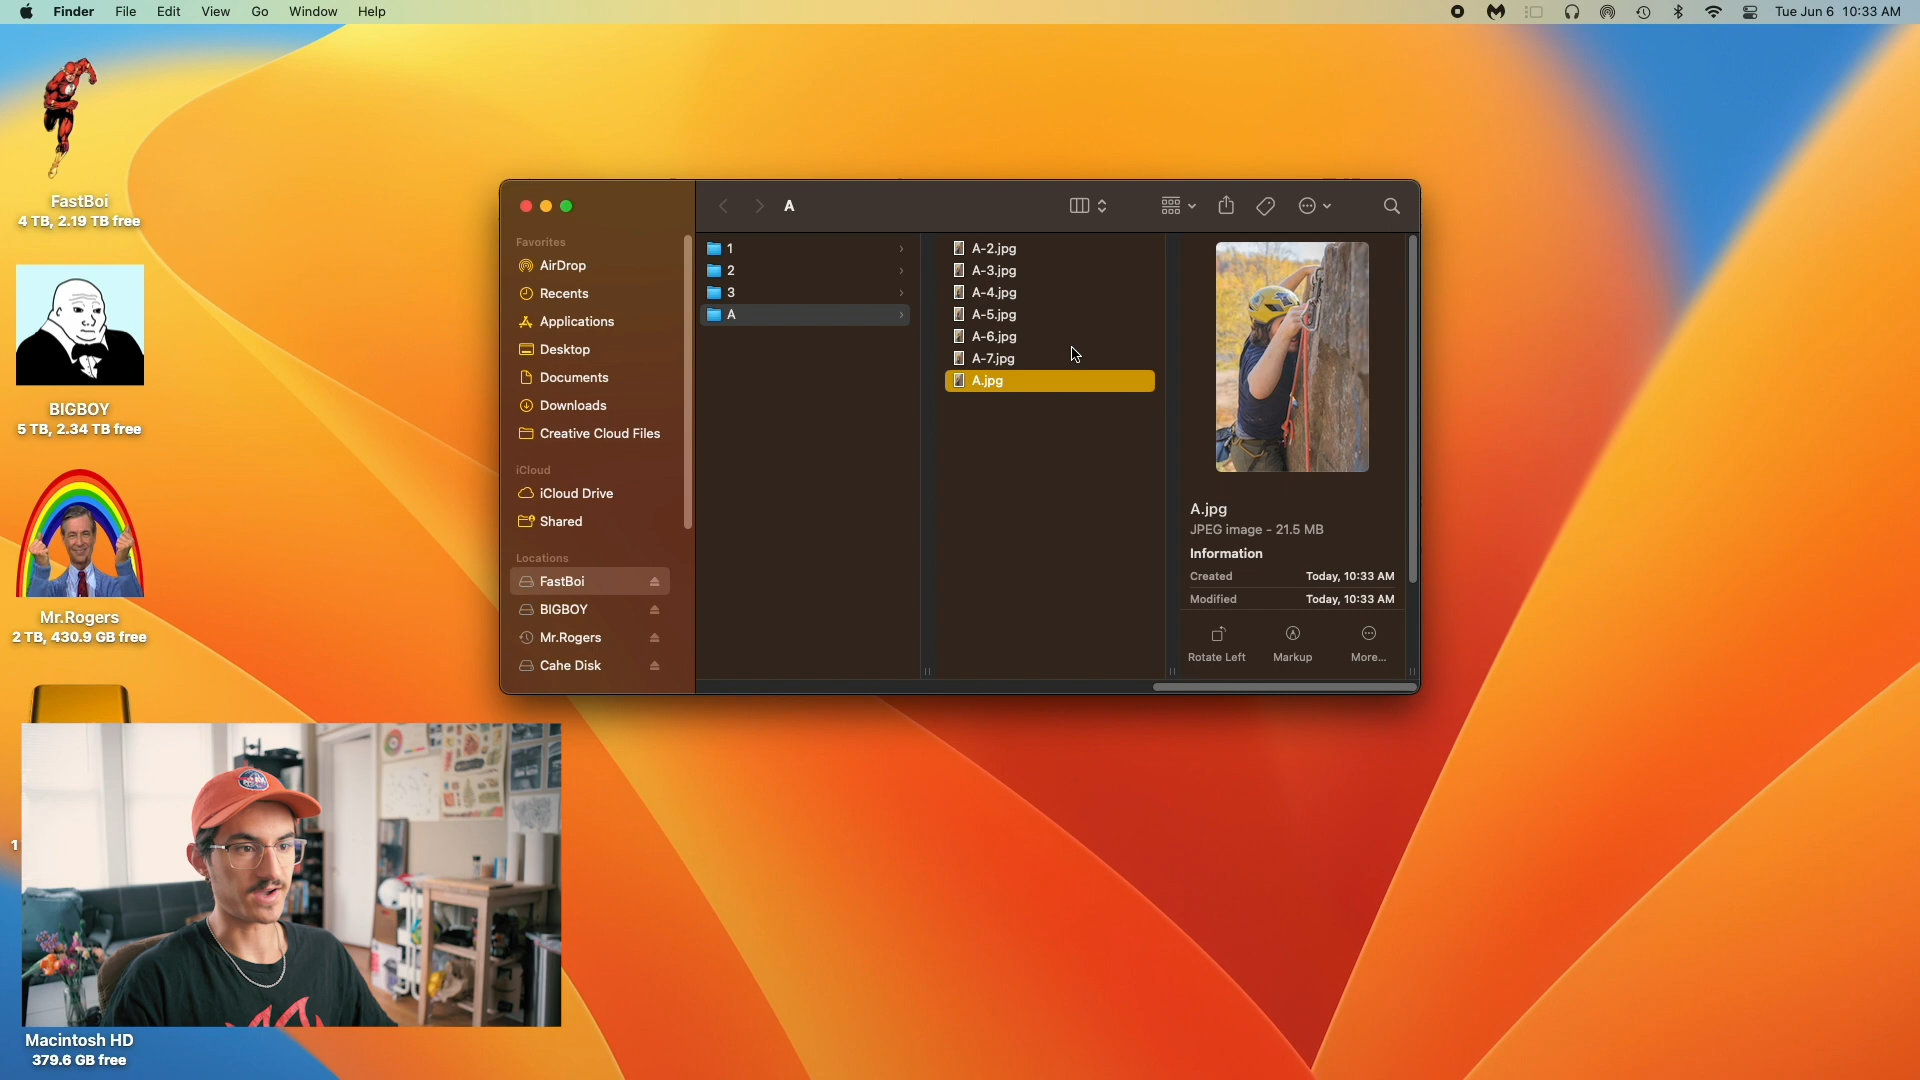 Finder File Edit View Go Window Help
Tue Jun 6 10:33 AM
FastBoi
4 TB, 2.19 TB free
BIGBOY
5 TB, 2.34 TB free
Mr.Rogers
2 TB, 430.9 GB free
1
Macintosh HD
379.6 GB free
A
Favorites
AirDrop
Recents
Applications
Desktop
Documents
Downloads
Creative Cloud Files
iCloud
iCloud Drive
Shared
Locations
FastBoi
BIGBOY
Mr.Rogers
Cahe Disk
1
2
3
A
A-2.jpg
A-3.jpg
A-4.jpg
A-5.jpg
A-6.jpg
A-7.jpg
A.jpg
A.jpg
JPEG image - 21.5 MB
Information
Created Today, 10:33 AM
Modified Today, 10:33 AM
Rotate Left Markup More...